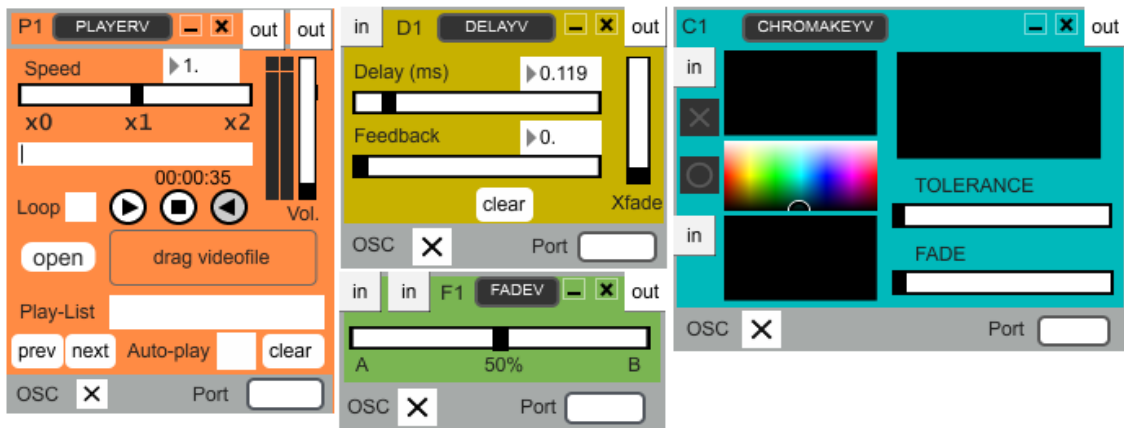 P1 PLAYERV out out
Speed 1.
x0 x1 x2
00:00:35
Loop Vol.
open drag videofile
Play-List
prev next Auto-play clear
OSC Port
in D1 DELAYV out
Delay (ms) 0.119
Feedback 0.
clear Xfade
OSC Port
in in F1 FADEV out
A 50% B
OSC Port
C1 CHROMAKEYV out
in
TOLERANCE
in
FADE
OSC Port